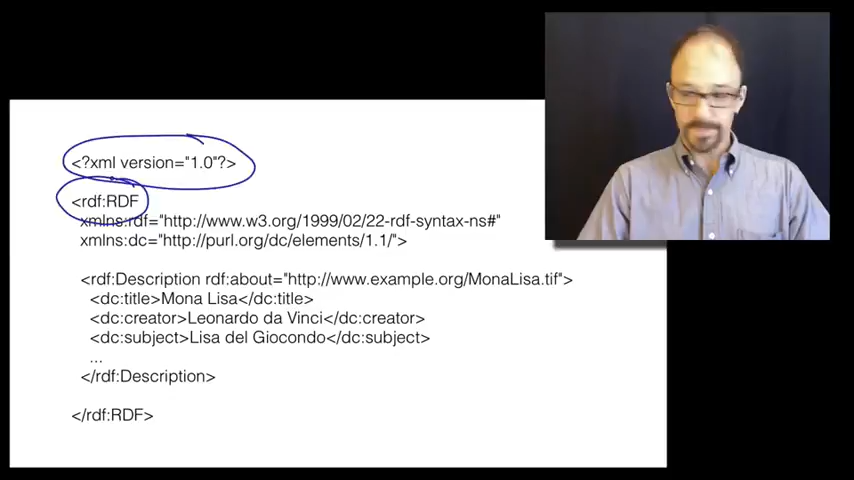 <?xml version="1.0"?>
<rdf:RDF
xmlns:rdf="http://www.w3.org/1999/02/22-rdf-syntax-ns#"
xmlns:dc="http://purl.org/dc/elements/1.1/">
<rdf:Description rdf:about="http://www.example.org/MonaLisa.tif">
<dc:title>Mona Lisa</dc:title>
<dc:creator>Leonardo da Vinci</dc:creator>
<dc:subject>Lisa del Giocondo</dc:subject>
...
</rdf:Description>
</rdf:RDF>